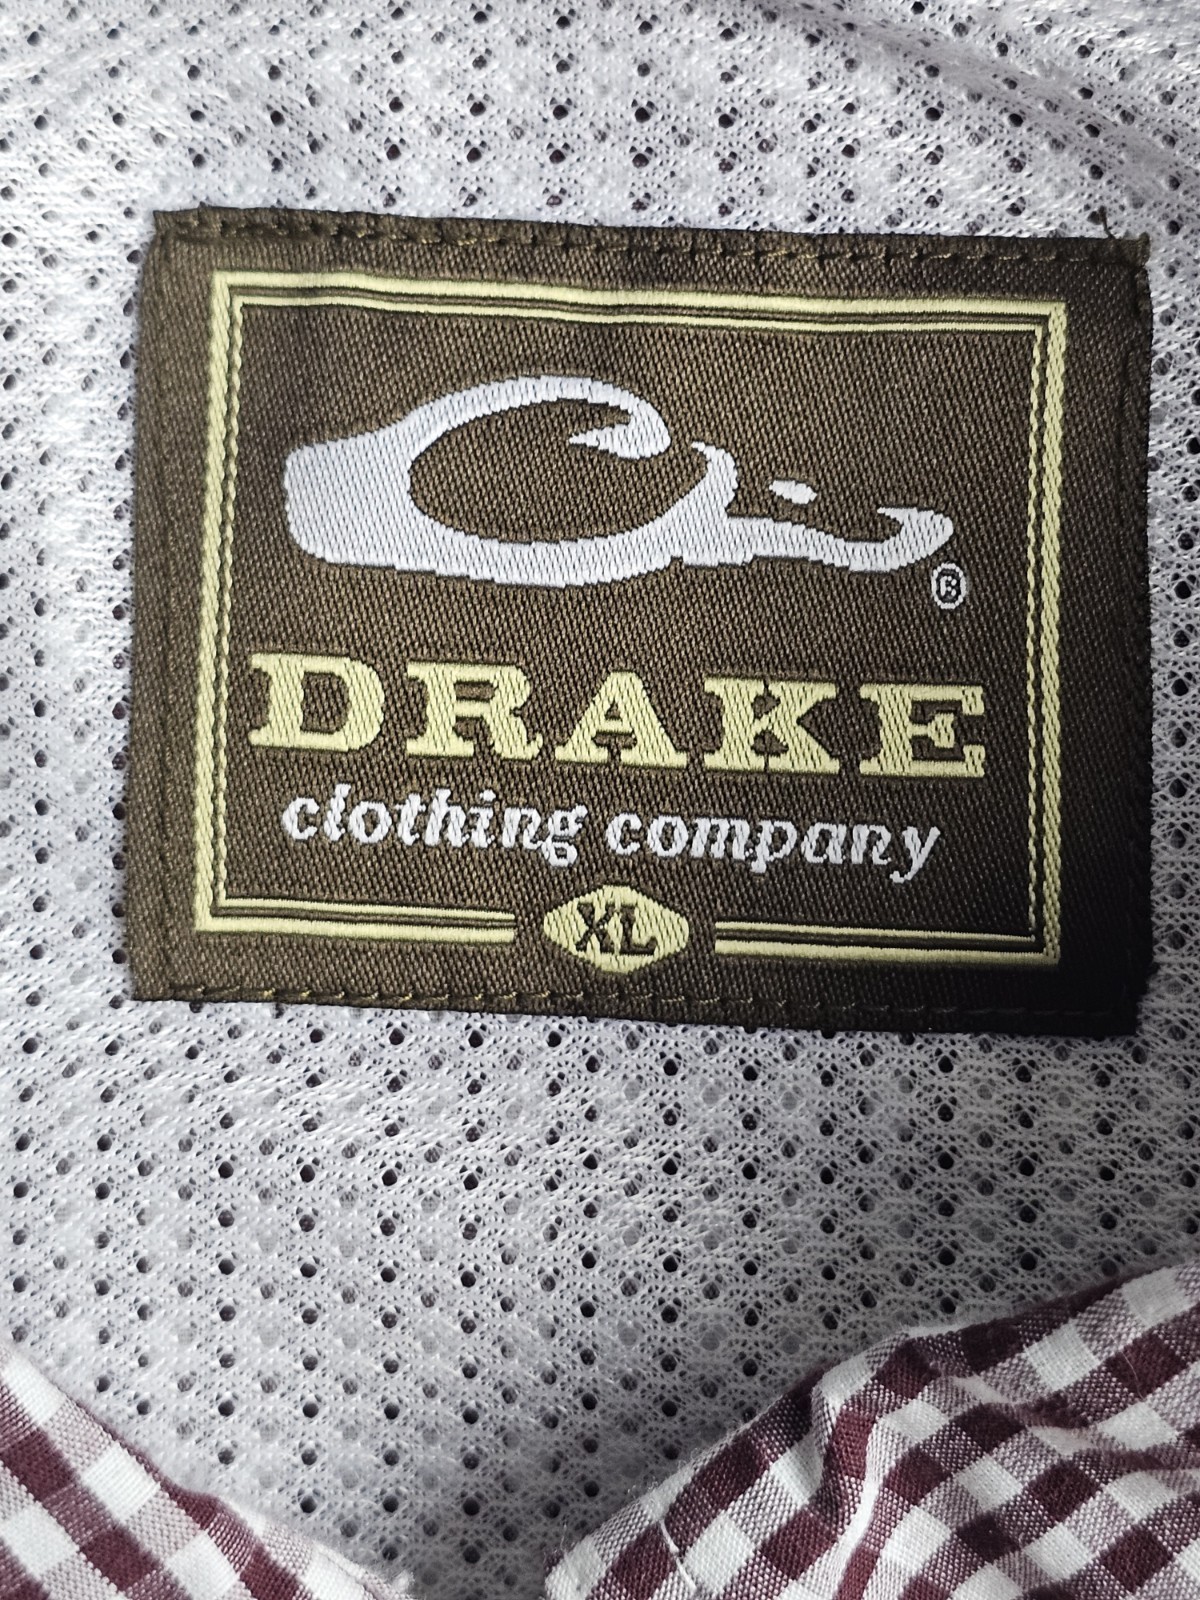 ®
DRAKE
clothing company
XL